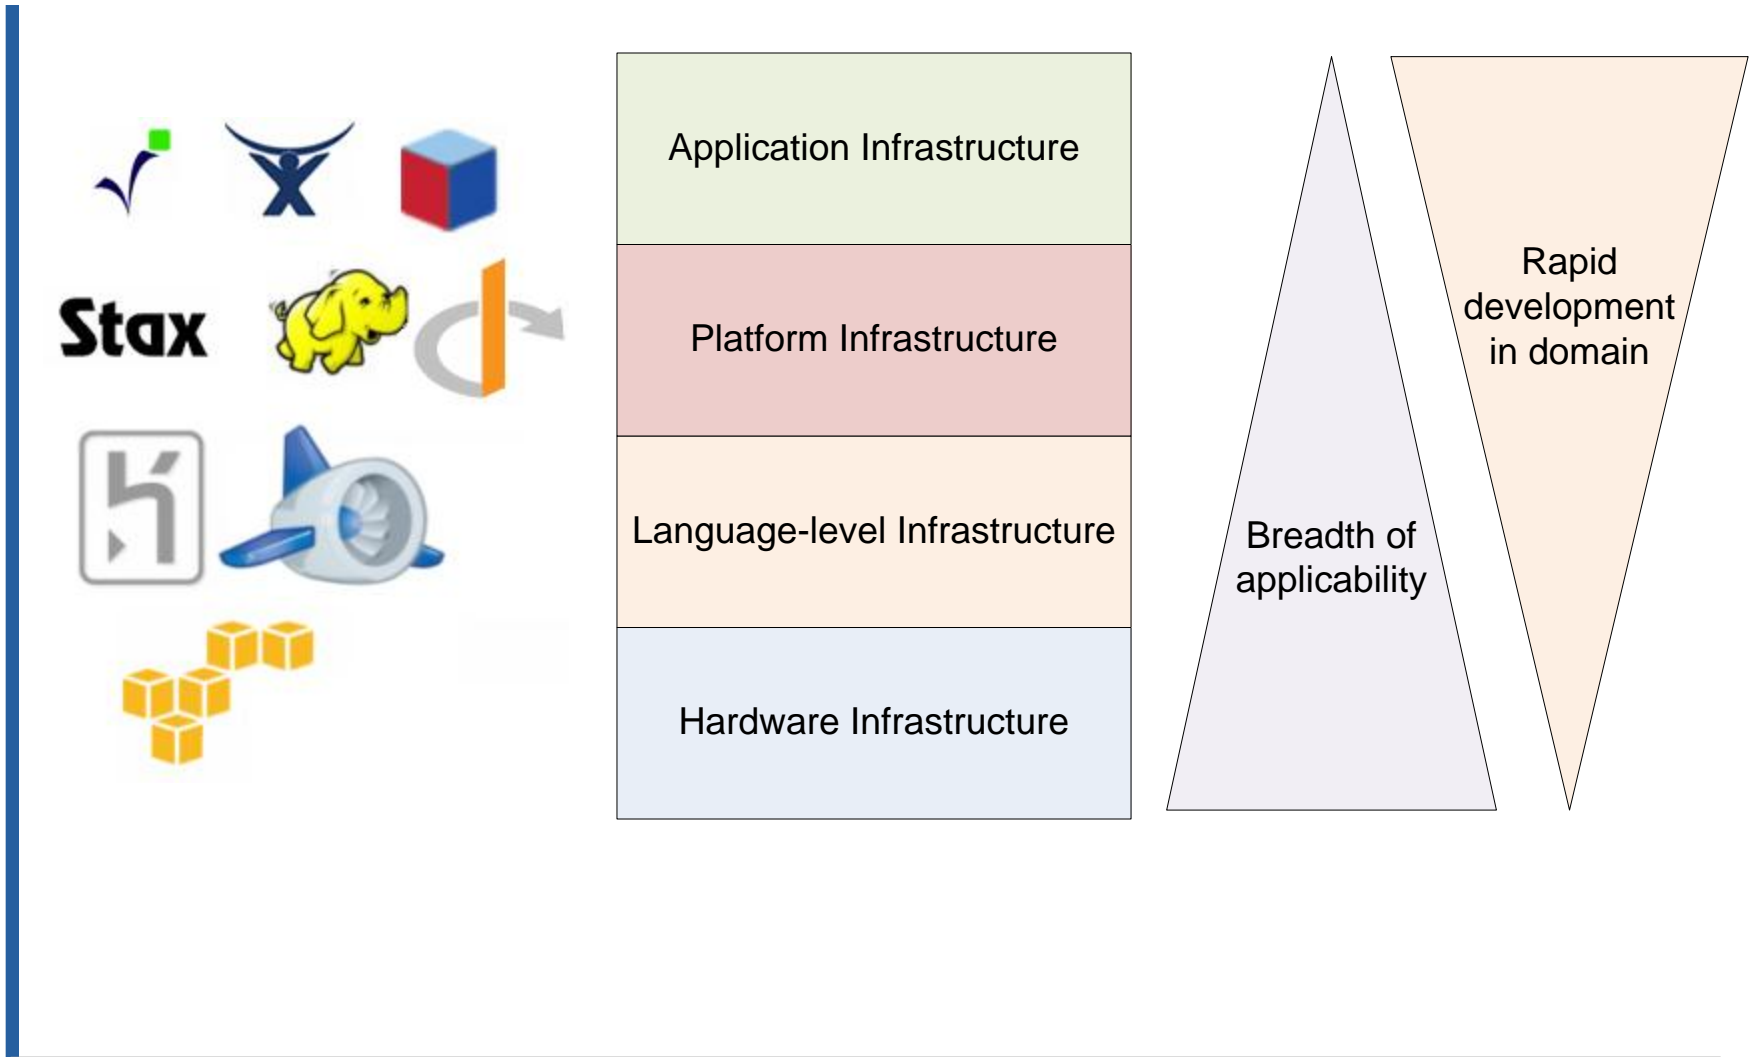 Application Infrastructure
Stax
Platform Infrastructure
Rapid
development
in domain
Language-level Infrastructure
Breadth of
applicability
Hardware Infrastructure